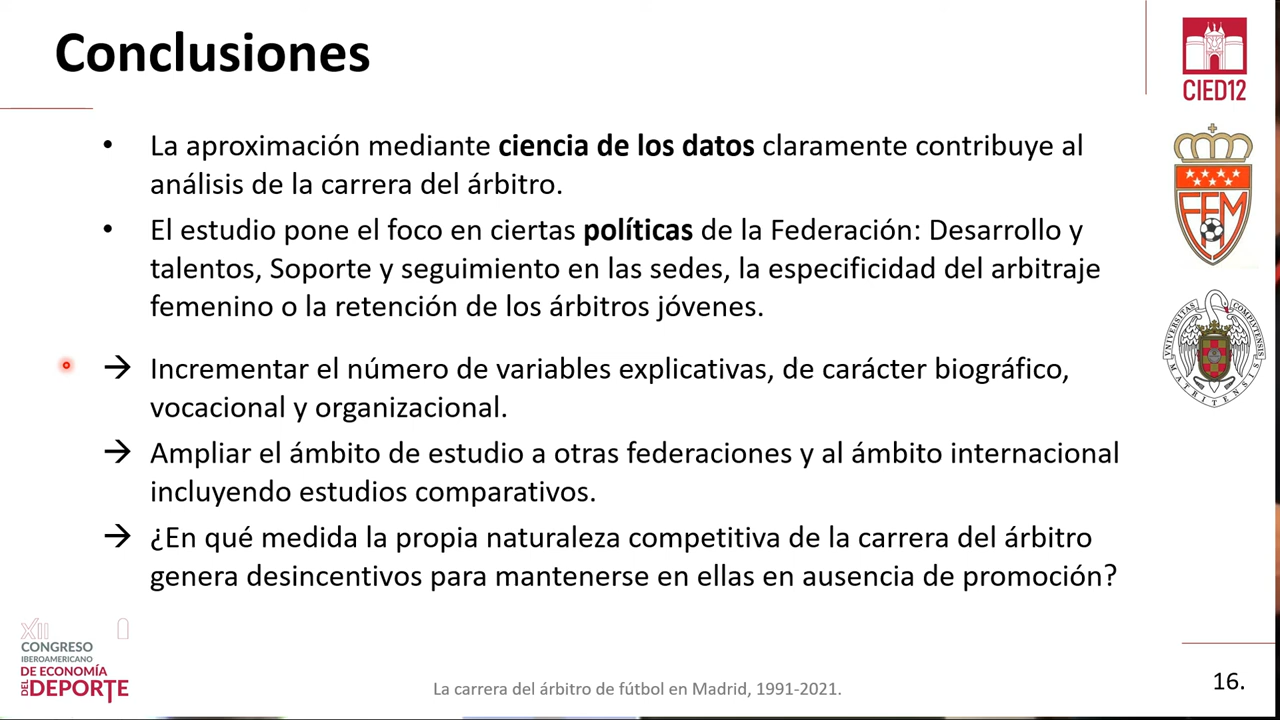 Conclusiones
CIED12
• La aproximación mediante ciencia de los datos claramente contribuye al
análisis de la carrera del árbitro.
• El estudio pone el foco en ciertas políticas de la Federación: Desarrollo y
talentos, Soporte y seguimiento en las sedes, la especificidad del arbitraje
femenino o la retención de los árbitros jóvenes.
→ Incrementar el número de variables explicativas, de carácter biográfico,
vocacional y organizacional.
→ Ampliar el ámbito de estudio a otras federaciones y al ámbito internacional
incluyendo estudios comparativos.
→ ¿En qué medida la propia naturaleza competitiva de la carrera del árbitro
genera desincentivos para mantenerse en ellas en ausencia de promoción?
FFM
UNIVERSITAS COMPLVTENSIS
MATRITENSIS
XII
CONGRESO
IBEROAMERICANO
DE ECONOMÍA
DEL DEPORTE
La carrera del árbitro de fútbol en Madrid, 1991-2021.
16.